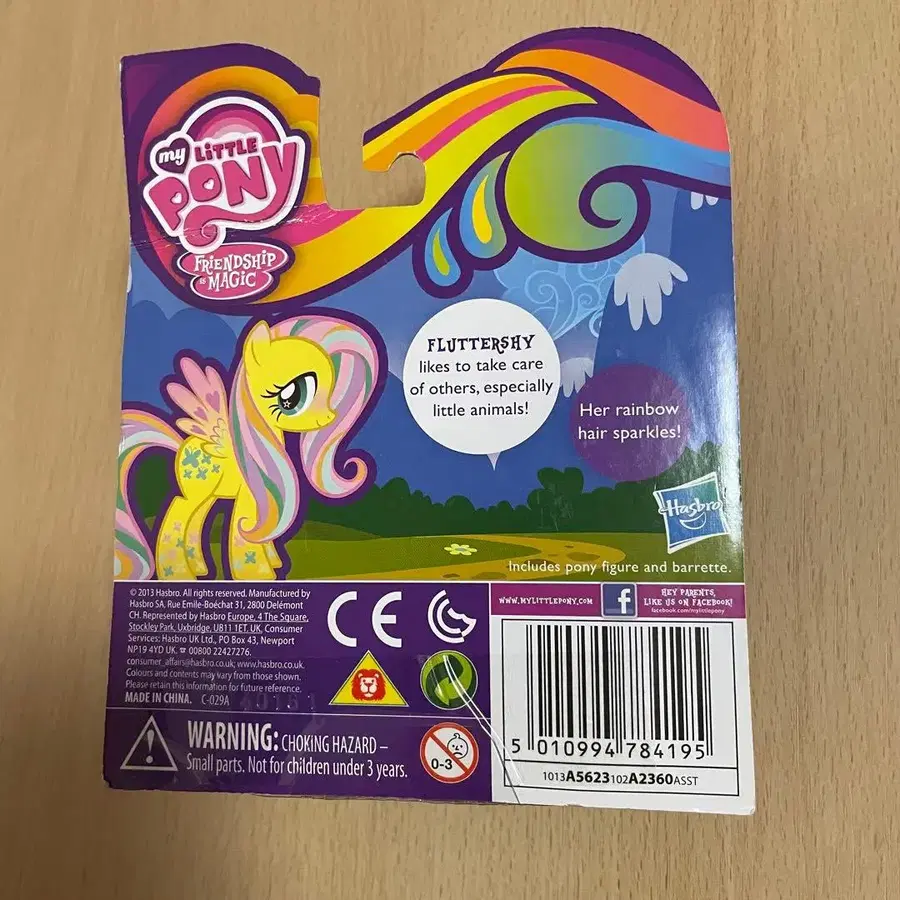 my LITTLE
PONY
FRIENDSHIP
IS MAGIC
FLUTTERSHY
likes to take care
of others, especially
little animals!
Her rainbow
hair sparkles!
Hasbro
Includes pony figure and barrette.
© 2013 Hasbro. All rights reserved. Manufactured by
Hasbro SA, Rue Emile-Boéchat 31, 2800 Delémont
CH. Represented by Hasbro Europe, 4 The Square,
Stockley Park, Uxbridge, UB11 1ET. UK. Consumer
Services: Hasbro UK Ltd., PO Box 43, Newport
NP19 4YD UK. ☎ 00800 22427276.
consumer_affairs@hasbro.co.uk; www.hasbro.co.uk.
Colours and contents may vary from those shown.
Please retain this information for future reference.
MADE IN CHINA. C-029A
CE
WWW.MYLITTLEPONY.COM
f
HEY PARENTS,
LIKE US ON FACEBOOK!
facebook.com/mylittlepony
WARNING: CHOKING HAZARD –
Small parts. Not for children under 3 years.
0-3
5 010994 784195
1013A5623102A2360ASST